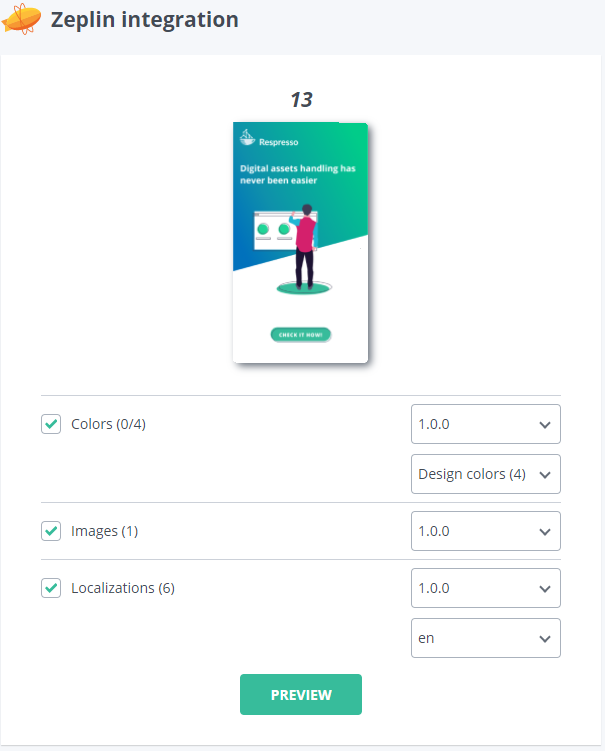 Zeplin integration
13
Respresso
Digital assets handling has
never been easier
CHECK IT NOW!
Colors (0/4)
1.0.0
Design colors (4)
Images (1)
1.0.0
Localizations (6)
1.0.0
en
PREVIEW